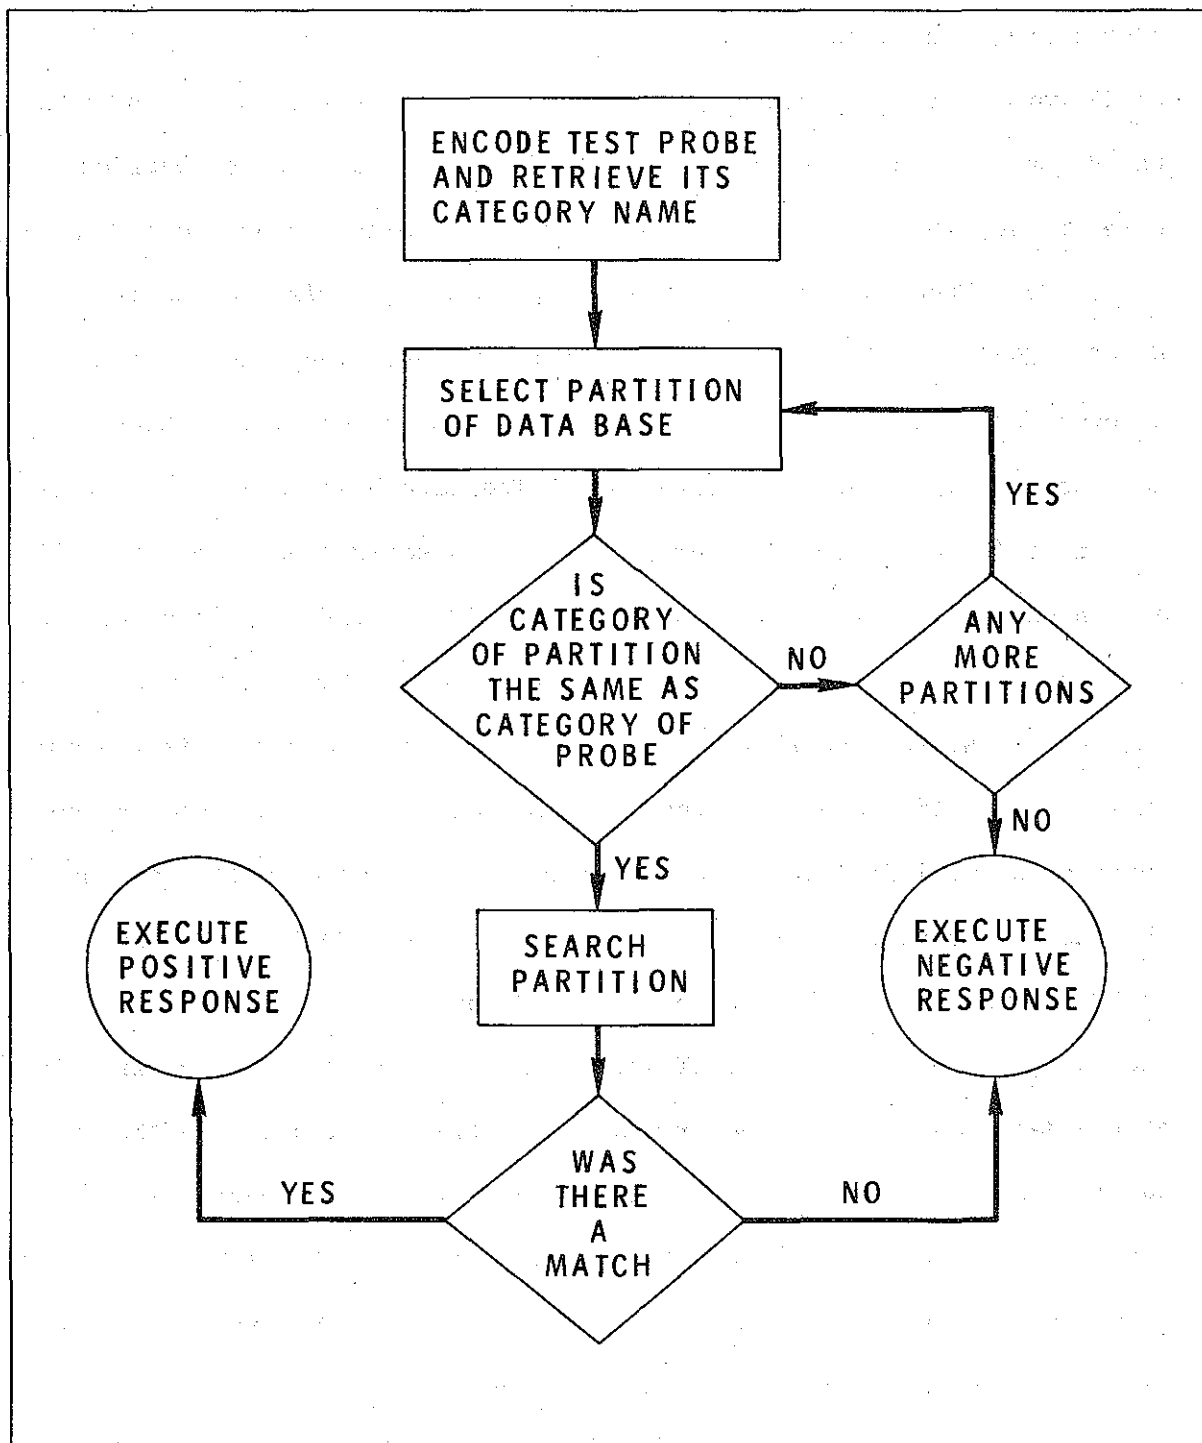 ENCODE TEST PROBE
AND RETRIEVE ITS
CATEGORY NAME
SELECT PARTITION
OF DATA BASE
YES
IS
CATEGORY
OF PARTITION
THE SAME AS
CATEGORY OF
PROBE
NO
ANY
MORE
PARTITIONS
NO
YES
EXECUTE
POSITIVE
RESPONSE
SEARCH
PARTITION
EXECUTE
NEGATIVE
RESPONSE
WAS
THERE
A
MATCH
YES
NO